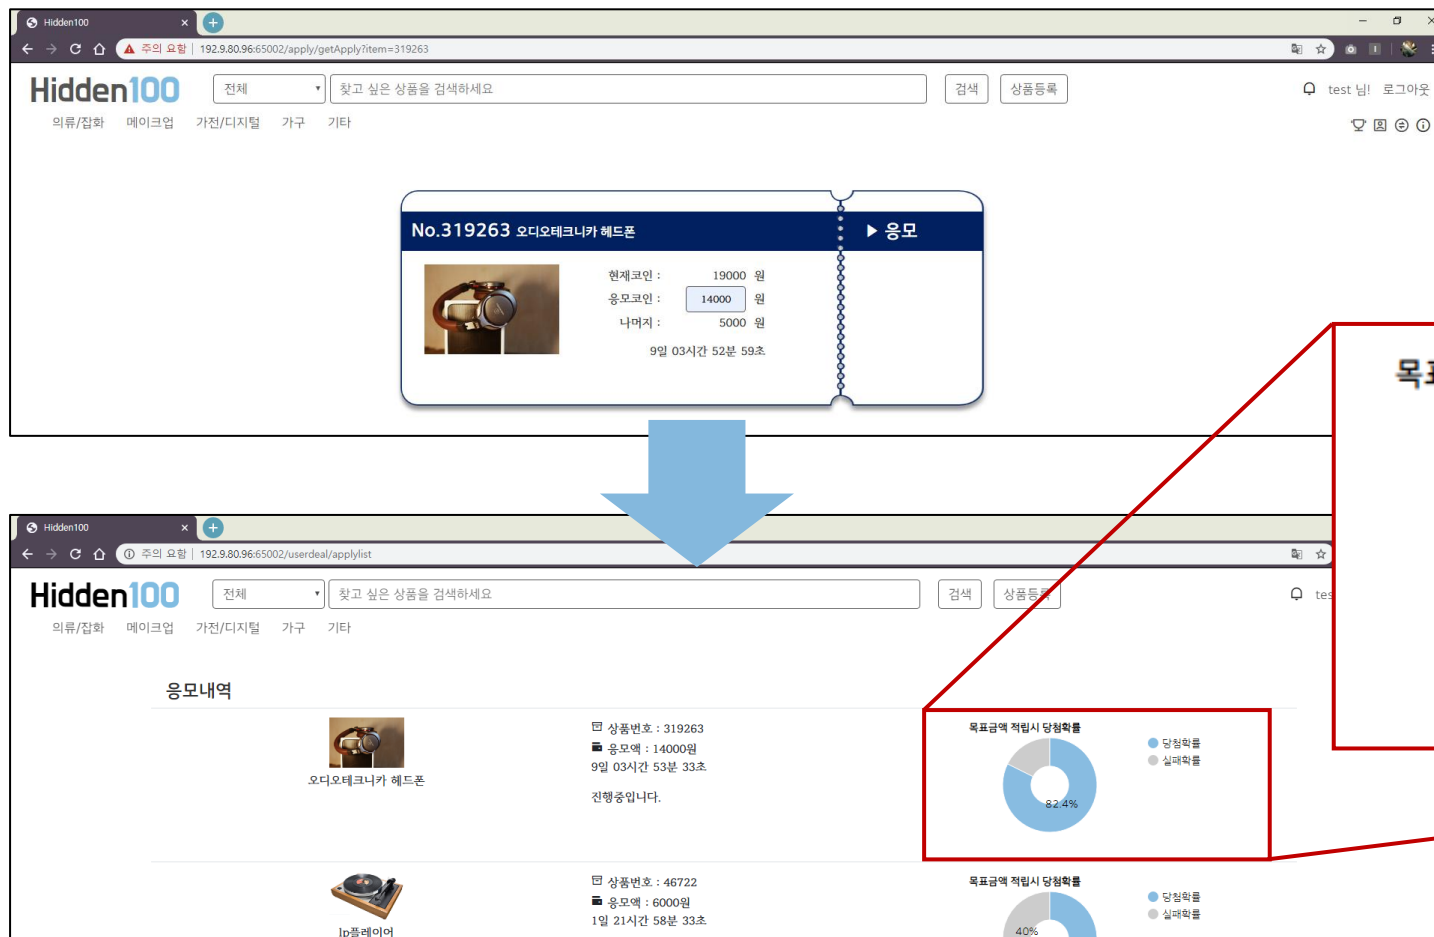 Hidden100
주의 요함 | 192.9.80.96:65002/apply/getApply?item=319263
Hidden100 전체 찾고 싶은 상품을 검색하세요 검색 상품등록 test 님! 로그아웃
의류/잡화 메이크업 가전/디지털 가구 기타
No.319263 오디오테크니카 헤드폰 ▶ 응모
현재코인 : 19000 원
응모코인 : 14000 원
나머지 : 5000 원
9일 03시간 52분 59초
목표
Hidden100
주의 요함 | 192.9.80.96:65002/userdeal/applylist
Hidden100 전체 찾고 싶은 상품을 검색하세요 검색 상품등록 tes
의류/잡화 메이크업 가전/디지털 가구 기타
응모내역
오디오테크니카 헤드폰
상품번호 : 319263
응모액 : 14000원
9일 03시간 53분 33초
진행중입니다.
목표금액 적립시 당첨확률
당첨확률
실패확률
82.4%
lp플레이어
상품번호 : 46722
응모액 : 6000원
1일 21시간 58분 33초
목표금액 적립시 당첨확률
당첨확률
실패확률
40%